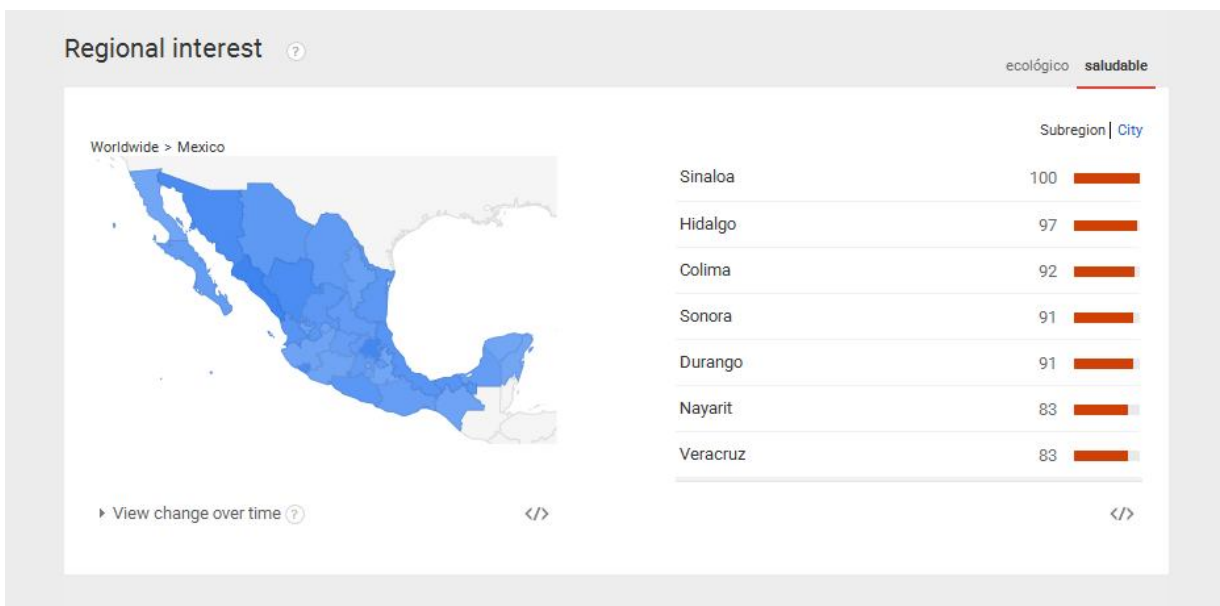 Regional interest ?
ecológico saludable
Subregion | City
Worldwide > Mexico
Sinaloa 100
Hidalgo 97
Colima 92
Sonora 91
Durango 91
Nayarit 83
Veracruz 83
View change over time ? </>
</>